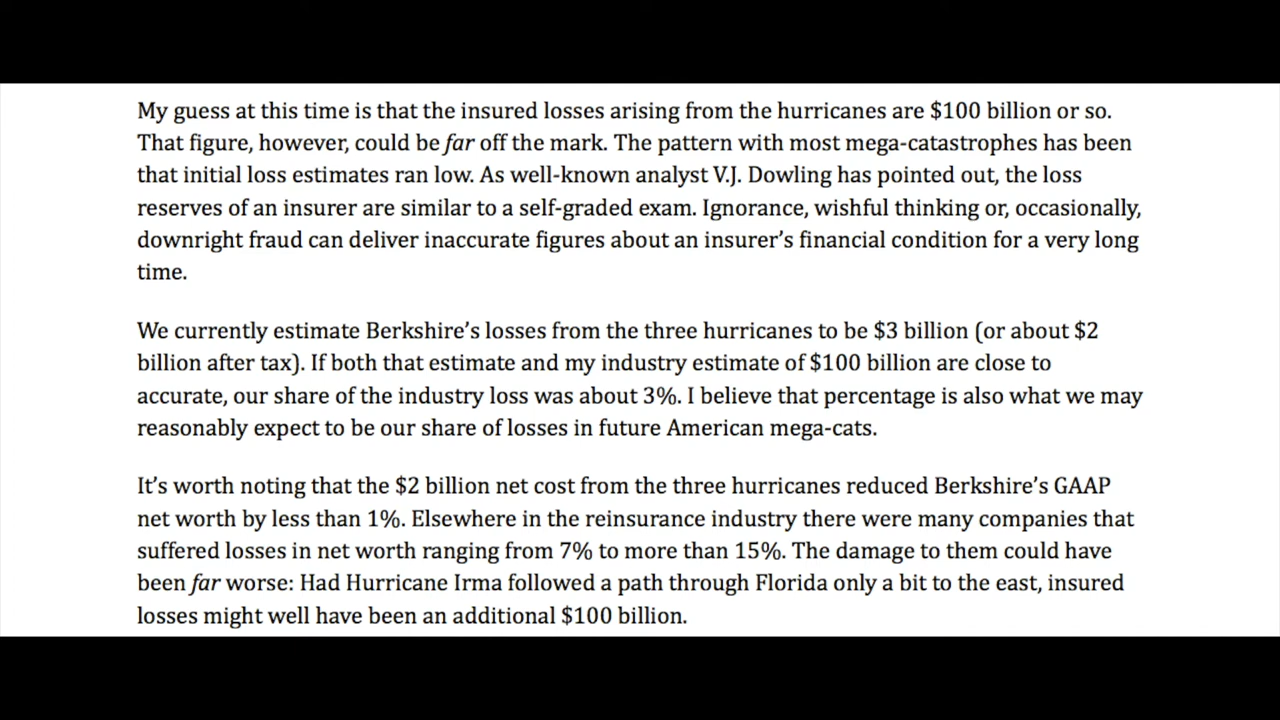 My guess at this time is that the insured losses arising from the hurricanes are $100 billion or so.
That figure, however, could be far off the mark. The pattern with most mega-catastrophes has been
that initial loss estimates ran low. As well-known analyst V.J. Dowling has pointed out, the loss
reserves of an insurer are similar to a self-graded exam. Ignorance, wishful thinking or, occasionally,
downright fraud can deliver inaccurate figures about an insurer’s financial condition for a very long
time.
We currently estimate Berkshire’s losses from the three hurricanes to be $3 billion (or about $2
billion after tax). If both that estimate and my industry estimate of $100 billion are close to
accurate, our share of the industry loss was about 3%. I believe that percentage is also what we may
reasonably expect to be our share of losses in future American mega-cats.
It’s worth noting that the $2 billion net cost from the three hurricanes reduced Berkshire’s GAAP
net worth by less than 1%. Elsewhere in the reinsurance industry there were many companies that
suffered losses in net worth ranging from 7% to more than 15%. The damage to them could have
been far worse: Had Hurricane Irma followed a path through Florida only a bit to the east, insured
losses might well have been an additional $100 billion.